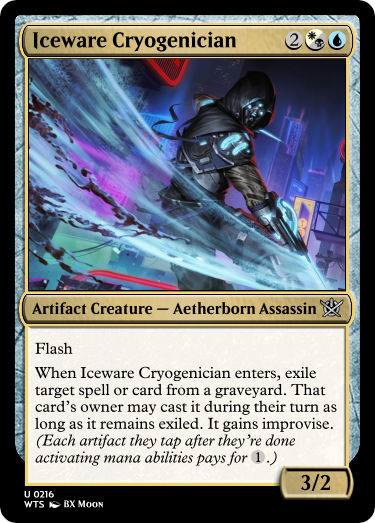 Iceware Cryogenician 2
Artifact Creature — Aetherborn Assassin
Flash
When Iceware Cryogenician enters, exile
target spell or card from a graveyard. That
card's owner may cast it during their turn as
long as it remains exiled. It gains improvise.
(Each artifact they tap after they're done
activating mana abilities pays for 1.)
3/2
U 0216
WTS BX Moon